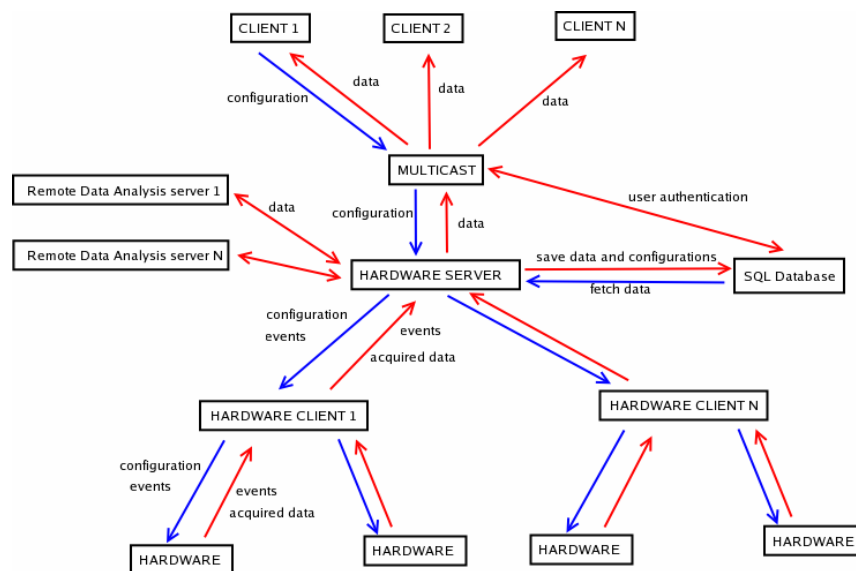 CLIENT 1
CLIENT 2
CLIENT N
data
configuration
data
data
MULTICAST
Remote Data Analysis server 1
user authentication
data
configuration
data
Remote Data Analysis server N
save data and configurations
HARDWARE SERVER
SQL Database
fetch data
configuration
events
events
acquired data
HARDWARE CLIENT 1
HARDWARE CLIENT N
configuration
events
events
acquired data
HARDWARE
HARDWARE
HARDWARE
HARDWARE